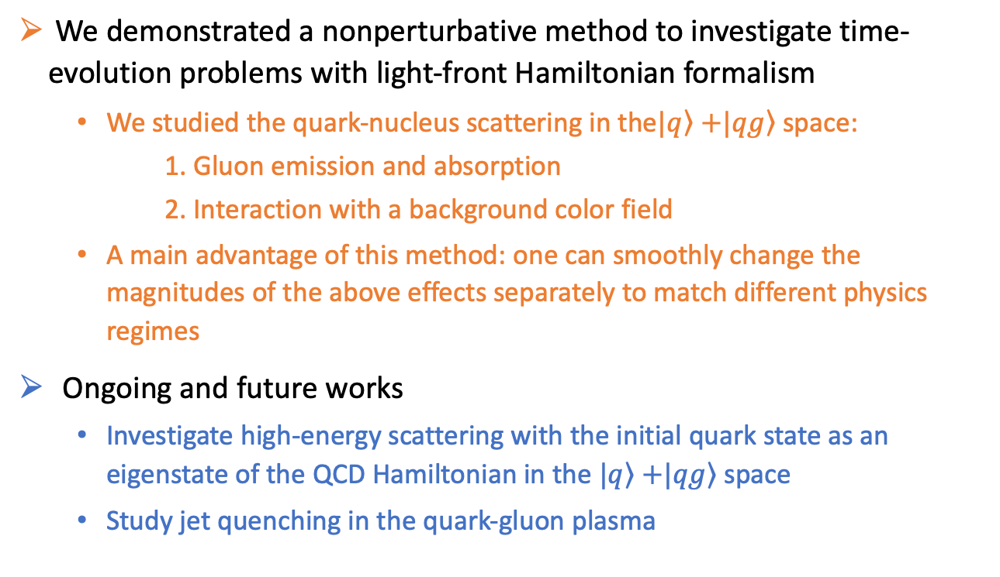 We demonstrated a nonperturbative method to investigate time-
evolution problems with light-front Hamiltonian formalism
• We studied the quark-nucleus scattering in the|q⟩ +|qg⟩ space:
1. Gluon emission and absorption
2. Interaction with a background color field
• A main advantage of this method: one can smoothly change the
magnitudes of the above effects separately to match different physics
regimes
Ongoing and future works
• Investigate high-energy scattering with the initial quark state as an
eigenstate of the QCD Hamiltonian in the |q⟩ +|qg⟩ space
• Study jet quenching in the quark-gluon plasma